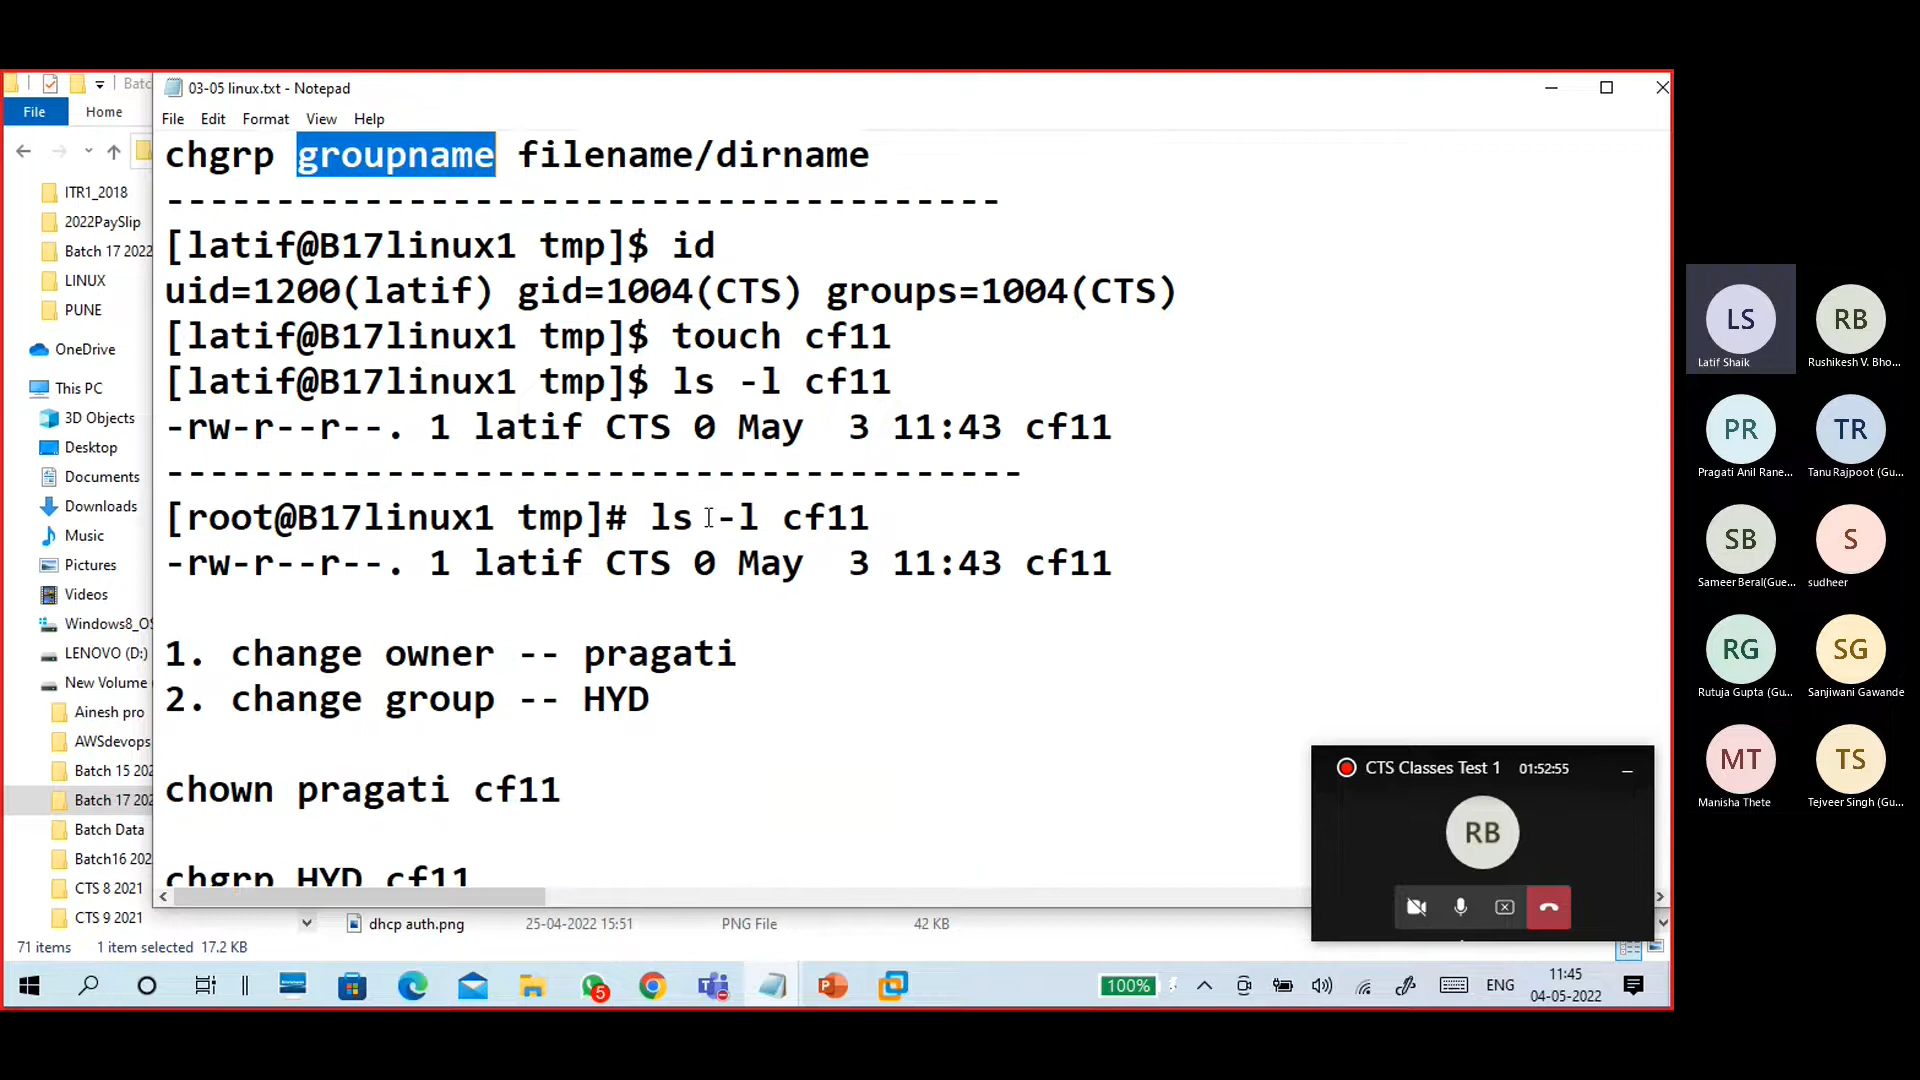 Batc
03-05 linux.txt - Notepad
File
Home
File Edit Format View Help
chgrp groupname filename/dirname
--------------------------------------
[latif@B17linux1 tmp]$ id
uid=1200(latif) gid=1004(CTS) groups=1004(CTS)
[latif@B17linux1 tmp]$ touch cf11
[latif@B17linux1 tmp]$ ls -l cf11
-rw-r--r--. 1 latif CTS 0 May  3 11:43 cf11
---------------------------------------
[root@B17linux1 tmp]# ls -l cf11
-rw-r--r--. 1 latif CTS 0 May  3 11:43 cf11
1. change owner -- pragati
2. change group -- HYD
chown pragati cf11
chgrp HYD cf11
ITR1_2018
2022PaySlip
Batch 17 2022
LINUX
PUNE
OneDrive
This PC
3D Objects
Desktop
Documents
Downloads
Music
Pictures
Videos
Windows8_OS
LENOVO (D:)
New Volume
Ainesh pro
AWSdevops
Batch 15 202
Batch 17 202
Batch Data
Batch16 202
CTS 8 2021
CTS 9 2021
dhcp auth.png 25-04-2022 15:51 PNG File 42 KB
71 items 1 item selected 17.2 KB
CTS Classes Test 1 01:52:55
RB
5
100%
ENG
11:45
04-05-2022
LS
Latif Shaik
RB
Rushikesh V. Bho...
PR
Pragati Anil Rane...
TR
Tanu Rajpoot (Gu...
SB
Sameer Beral(Gue...
S
sudheer
RG
Rutuja Gupta (Gu...
SG
Sanjiwani Gawande
MT
Manisha Thete
TS
Tejveer Singh (Gu...